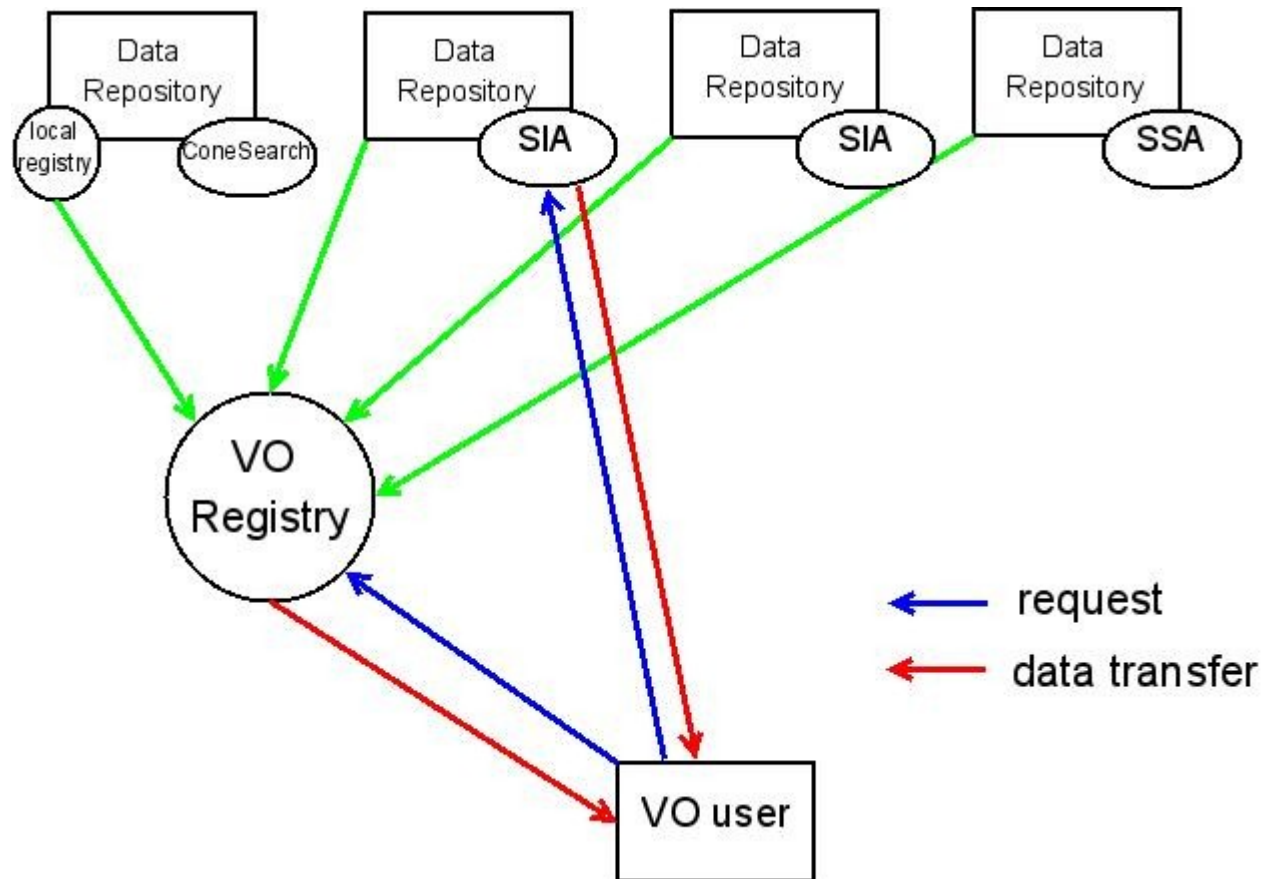 Data
Repository
local
registry
ConeSearch
Data
Repository
SIA
Data
Repository
SIA
Data
Repository
SSA
VO
Registry
request
data transfer
VO user